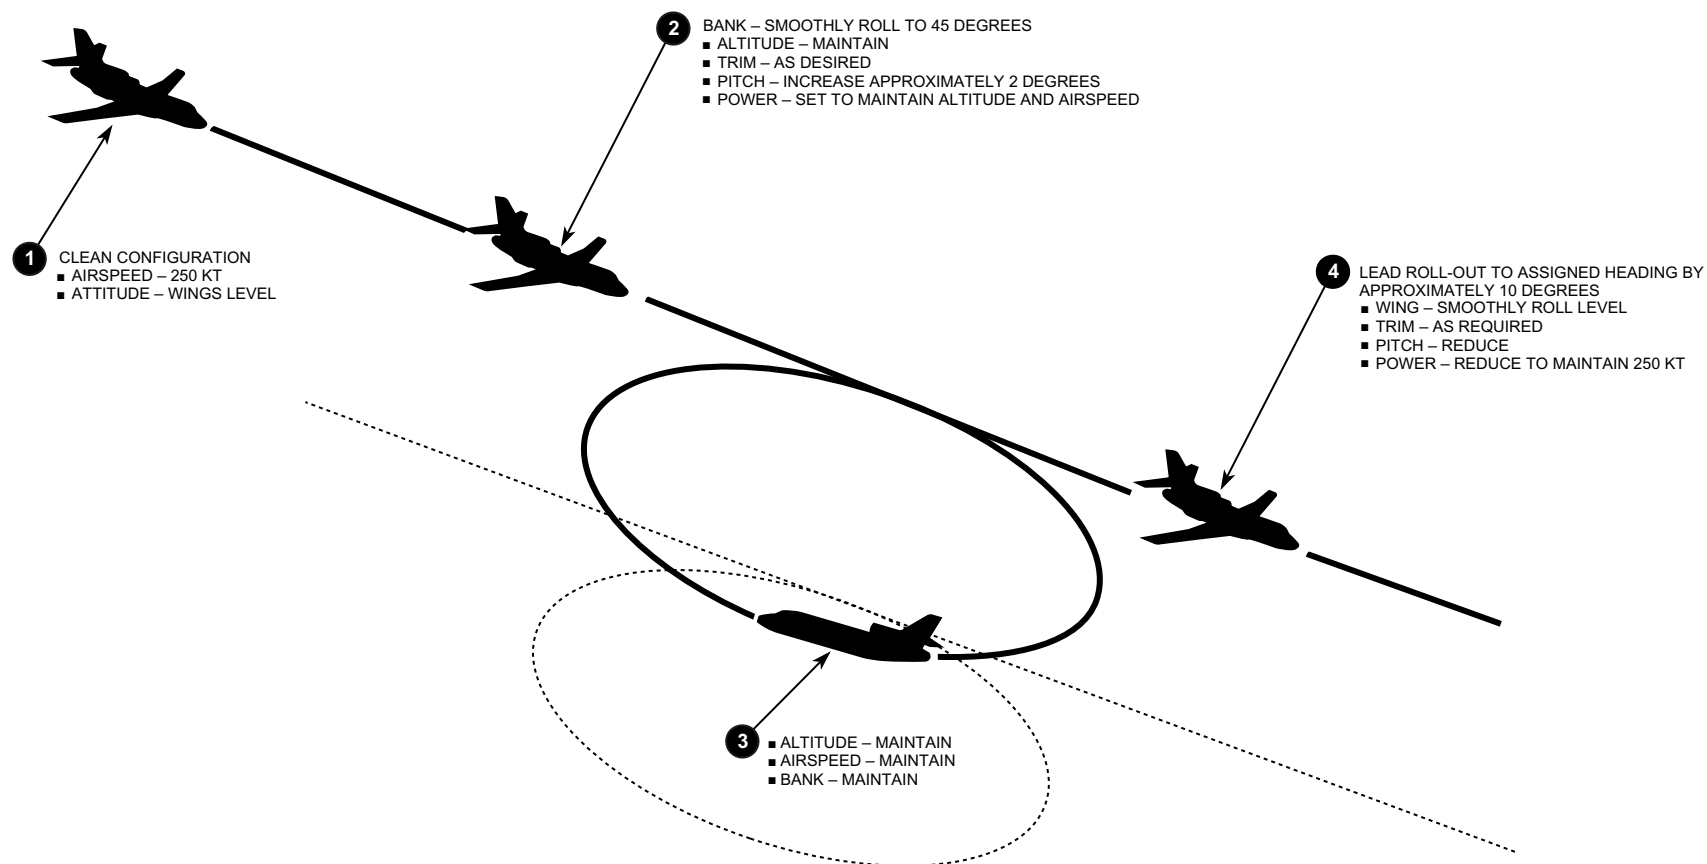 1
CLEAN CONFIGURATION
■ AIRSPEED – 250 KT
■ ATTITUDE – WINGS LEVEL
2
BANK – SMOOTHLY ROLL TO 45 DEGREES
■ ALTITUDE – MAINTAIN
■ TRIM – AS DESIRED
■ PITCH – INCREASE APPROXIMATELY 2 DEGREES
■ POWER – SET TO MAINTAIN ALTITUDE AND AIRSPEED
3
■ ALTITUDE – MAINTAIN
■ AIRSPEED – MAINTAIN
■ BANK – MAINTAIN
4
LEAD ROLL-OUT TO ASSIGNED HEADING BY
APPROXIMATELY 10 DEGREES
■ WING – SMOOTHLY ROLL LEVEL
■ TRIM – AS REQUIRED
■ PITCH – REDUCE
■ POWER – REDUCE TO MAINTAIN 250 KT